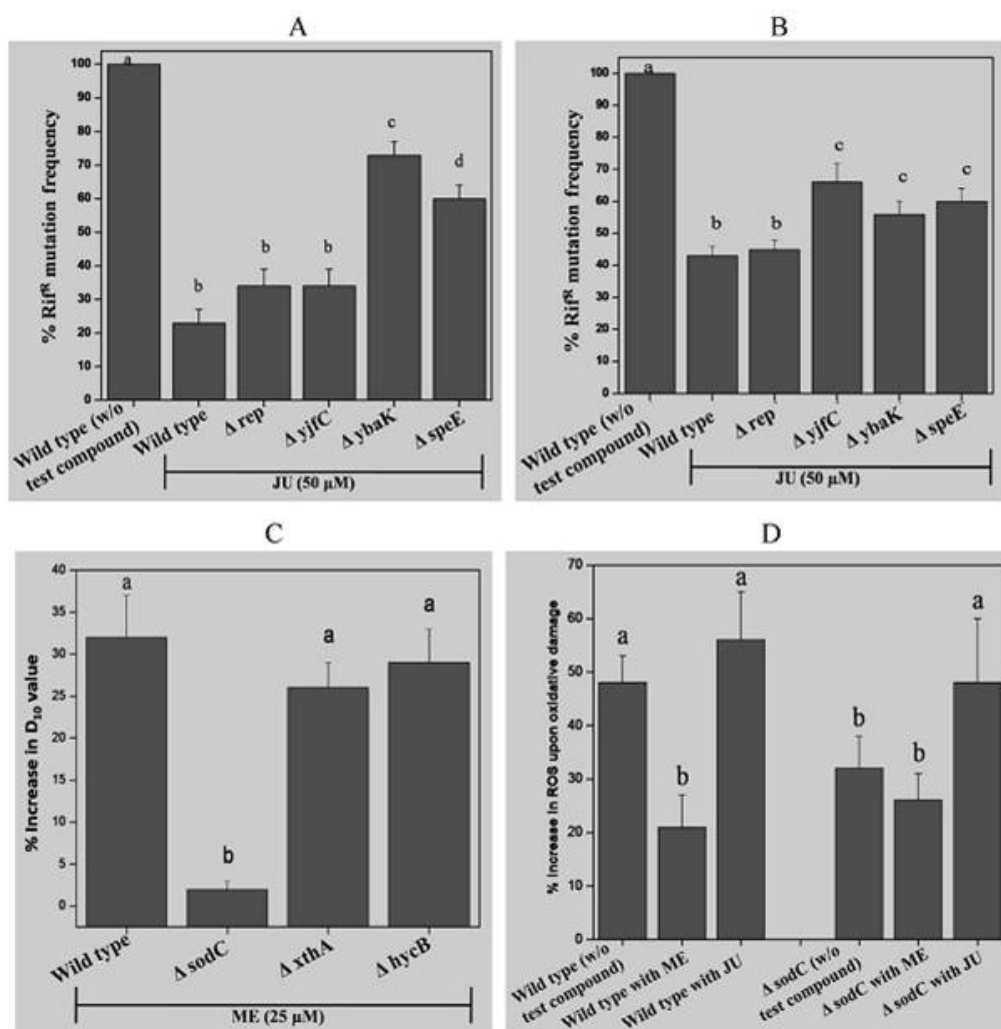 A
% Rifᴿ mutation frequency
100
90
80
70
60
50
40
30
20
10
0
a
b
b
b
c
d
Wild type (w/o
test compound)
Wild type
Δ rep
Δ yjfC
Δ ybaK
Δ speE
JU (50 µM)
B
% Rifᴿ mutation frequency
100
90
80
70
60
50
40
30
20
10
0
a
b
b
c
c
c
Wild type (w/o
test compound)
Wild type
Δ rep
Δ yjfC
Δ ybaK
Δ speE
JU (50 µM)
C
% Increase in D₁₀ value
40
35
30
25
20
15
10
5
0
a
b
a
a
Wild type
Δ sodC
Δ xthA
Δ hycB
ME (25 µM)
D
% Increase in ROS upon oxidative damage
70
60
50
40
30
20
10
0
a
b
a
b
b
a
Wild type (w/o
test compound)
Wild type with ME
Wild type with JU
Δ sodC (w/o
test compound)
Δ sodC with ME
Δ sodC with JU